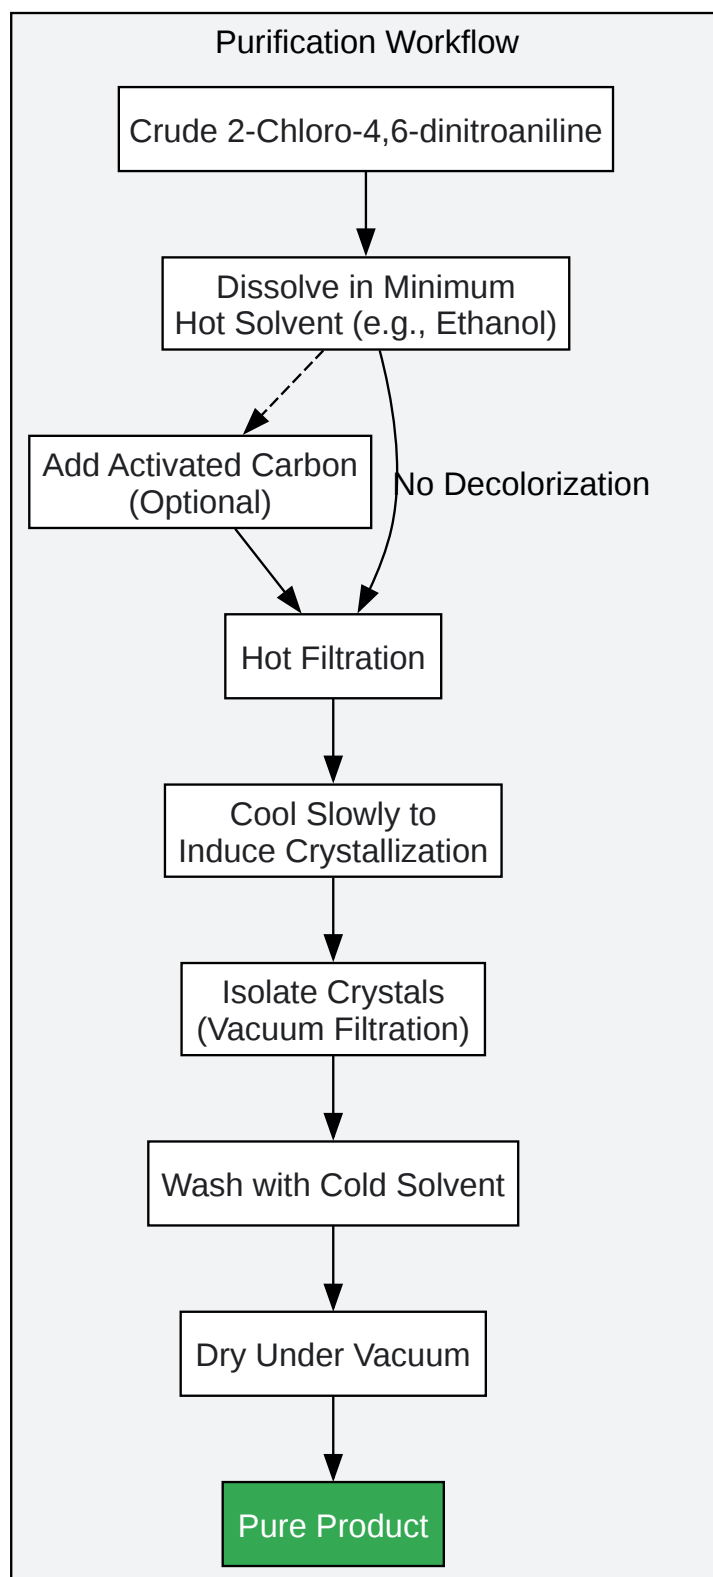 Purification Workflow
Crude 2-Chloro-4,6-dinitroaniline
Dissolve in Minimum
Hot Solvent (e.g., Ethanol)
Add Activated Carbon
(Optional)
No Decolorization
Hot Filtration
Cool Slowly to
Induce Crystallization
Isolate Crystals
(Vacuum Filtration)
Wash with Cold Solvent
Dry Under Vacuum
Pure Product